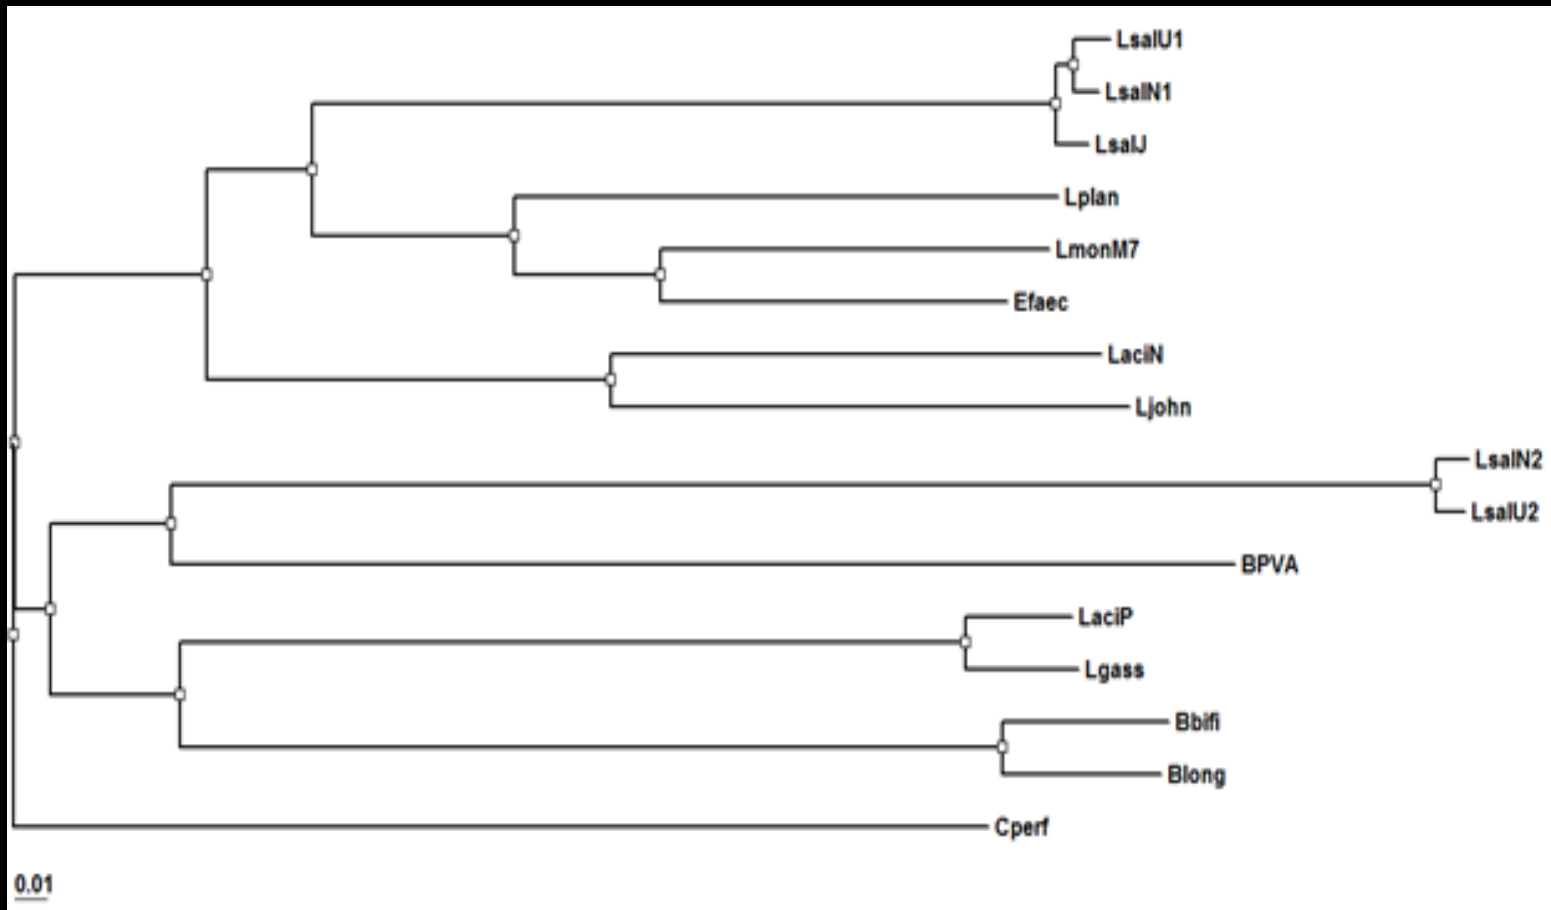 LsalU1
LsalN1
LsalJ
Lplan
LmonM7
Efaec
LaciN
Ljohn
LsalN2
LsalU2
BPVA
LaciP
Lgass
Bbifi
Blong
Cperf
0.01